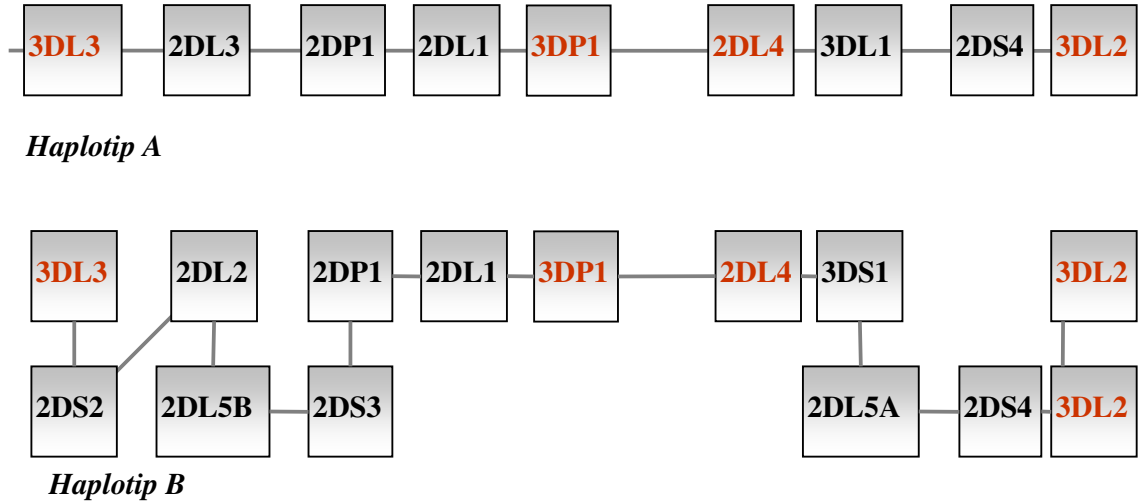 3DL3 2DL3 2DP1 2DL1 3DP1 2DL4 3DL1 2DS4 3DL2
Haplotip A
3DL3 2DL2 2DP1 2DL1 3DP1 2DL4 3DS1 3DL2
2DS2 2DL5B 2DS3 2DL5A 2DS4 3DL2
Haplotip B